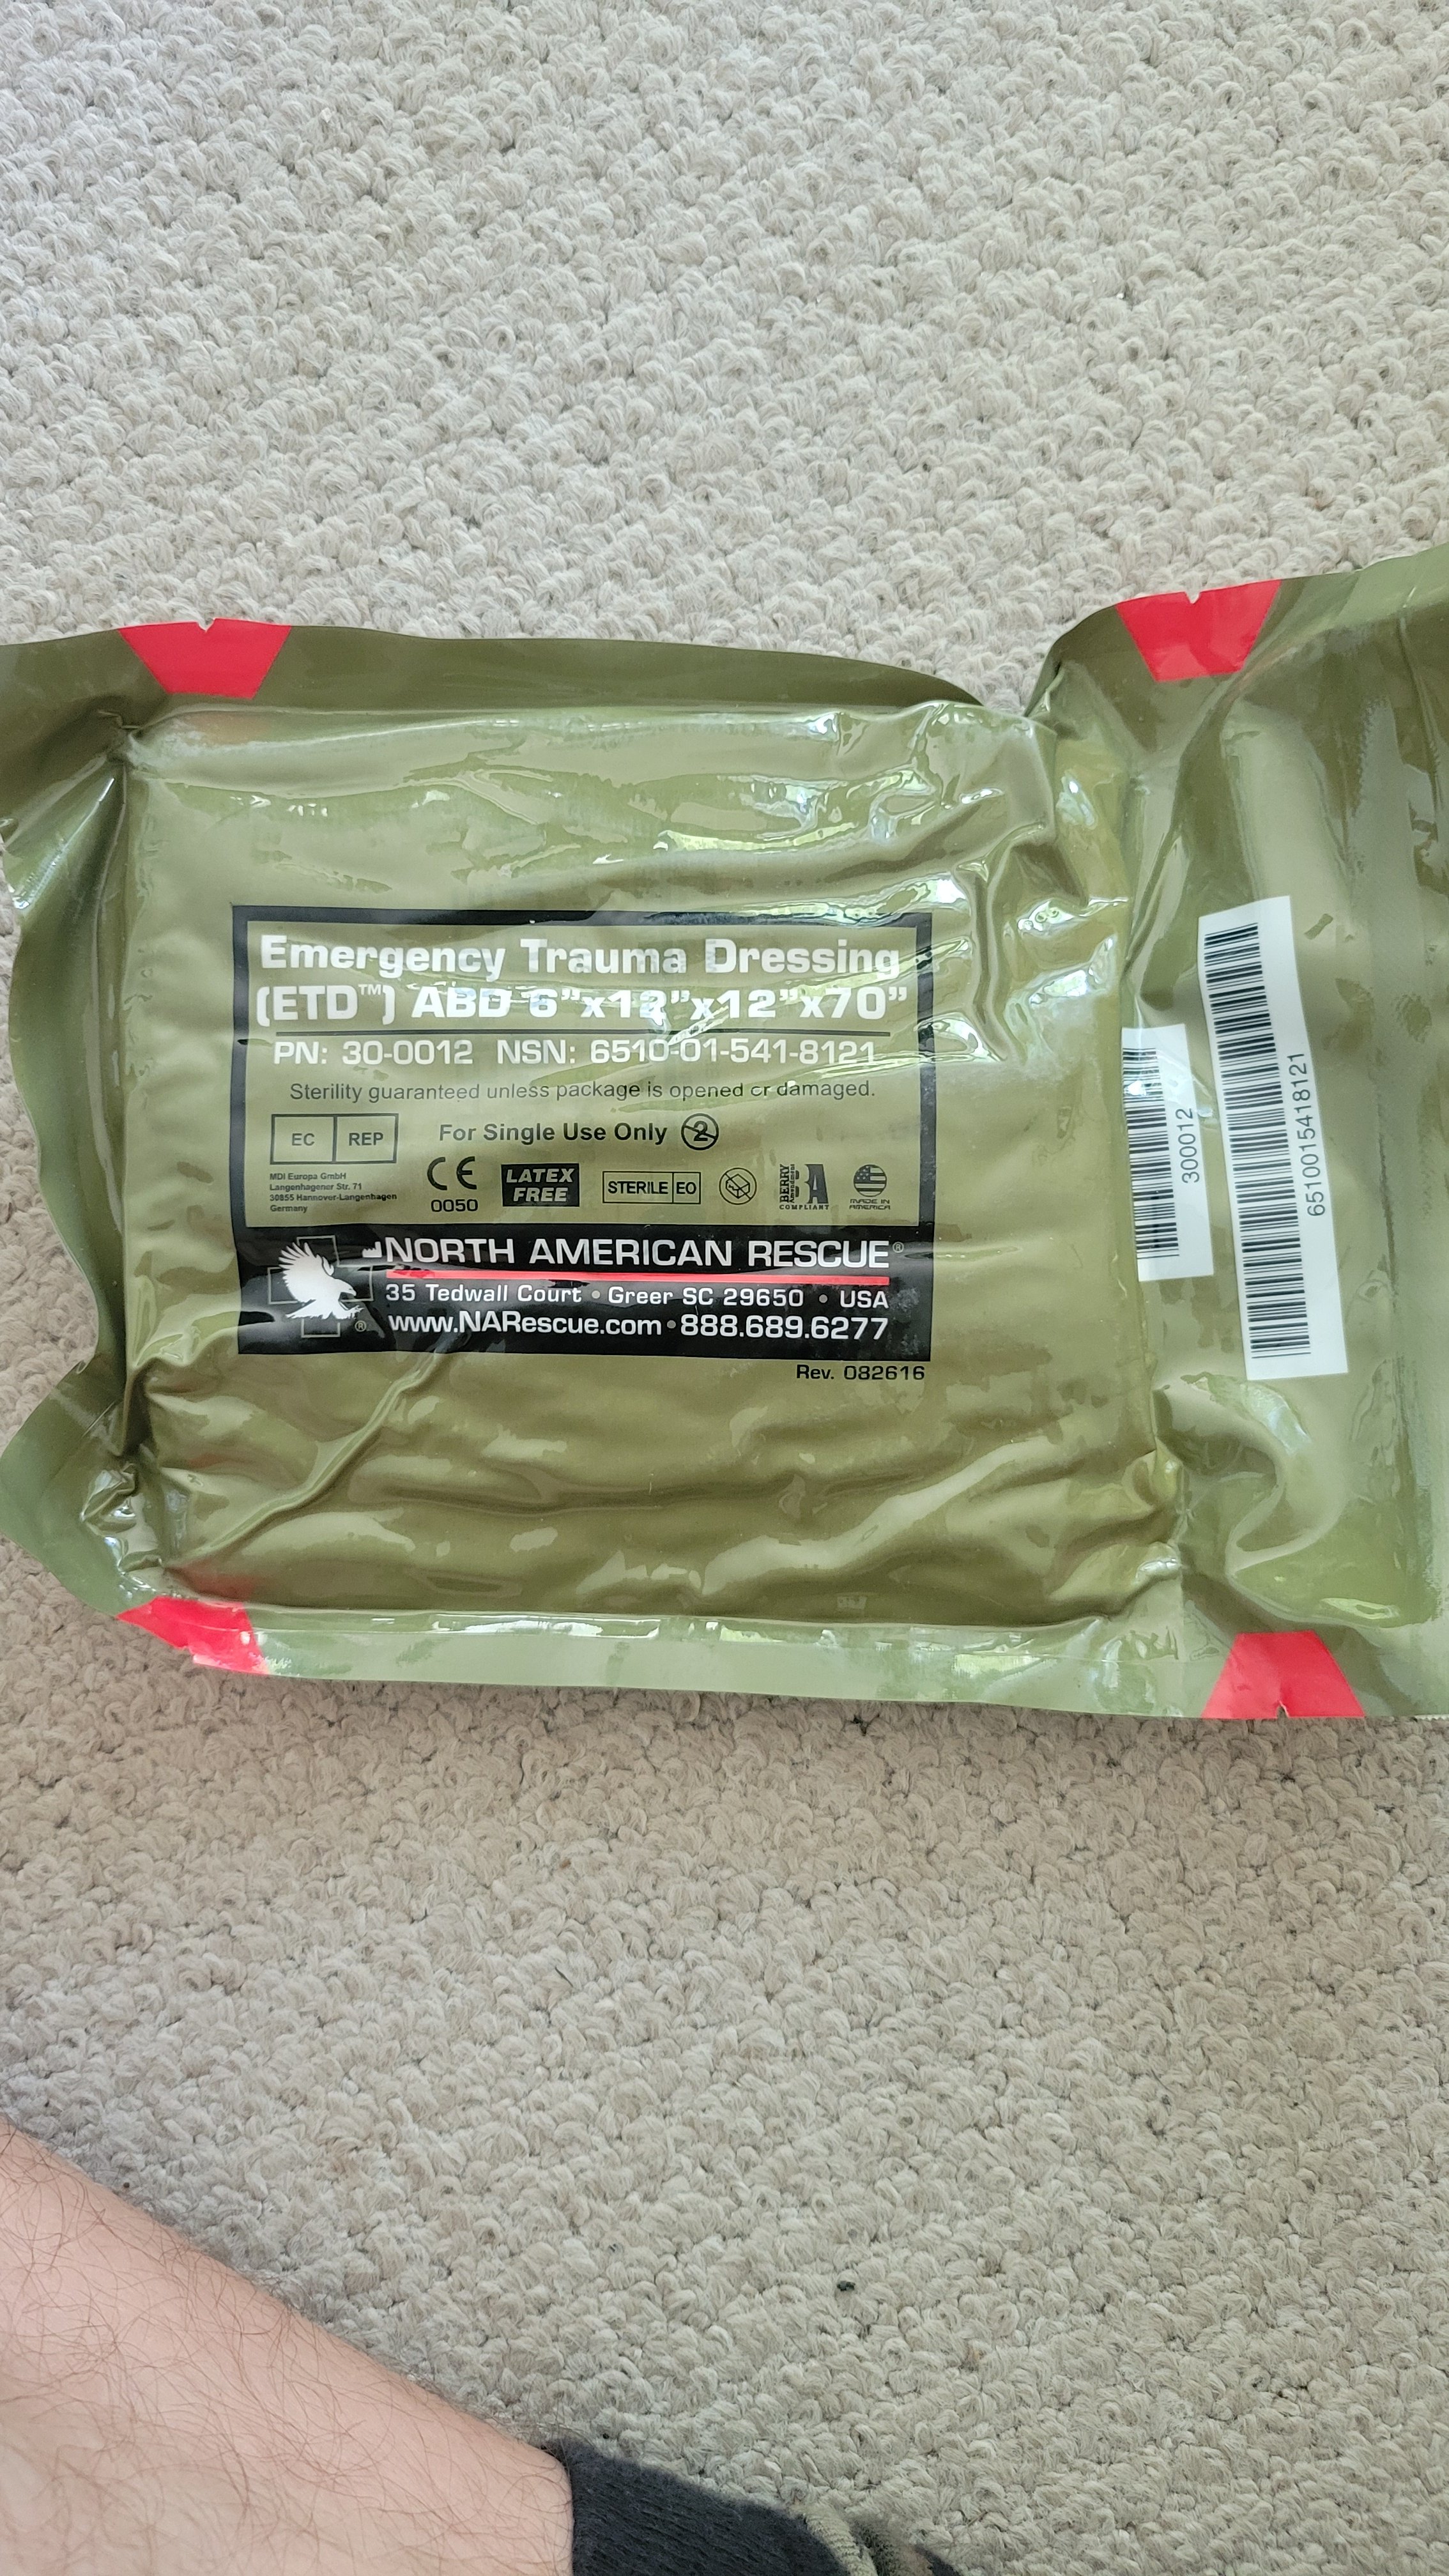 Emergency Trauma Dressing
(ETD™) ABD 6”x12”x12”x70”
PN: 30-0012 NSN: 6510-01-541-8121
Sterility guaranteed unless package is opened or damaged.
EC REP
For Single Use Only 2
MDI Europa GmbH
Langenhagener Str. 71
30855 Hannover-Langenhagen
Germany
CE
0050
LATEX
FREE
STERILE EO
BERRY
Amendment
COMPLIANT
MADE IN
AMERICA
NORTH AMERICAN RESCUE®
35 Tedwall Court • Greer SC 29650 • USA
www.NARescue.com • 888.689.6277
®
Rev. 082616
300012
6510015418121